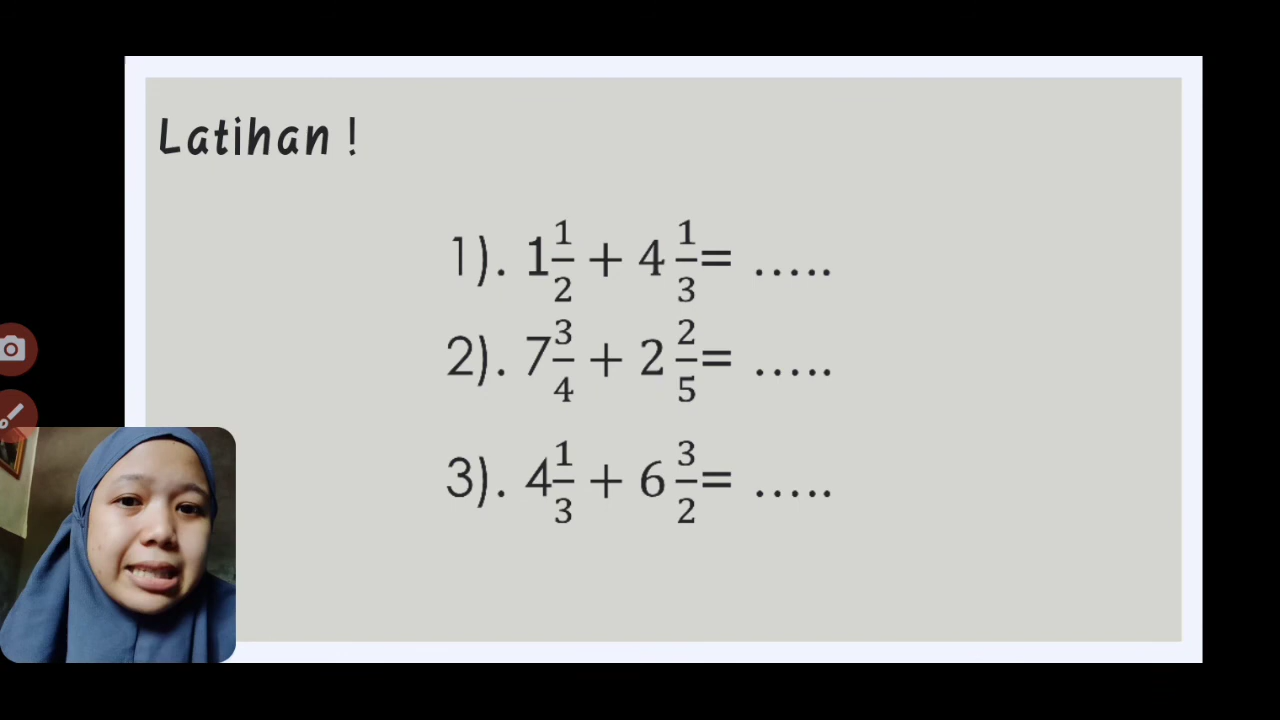 Latihan !
1). 1 1/2 + 4 1/3 = .....
2). 7 3/4 + 2 2/5 = .....
3). 4 1/3 + 6 3/2 = .....